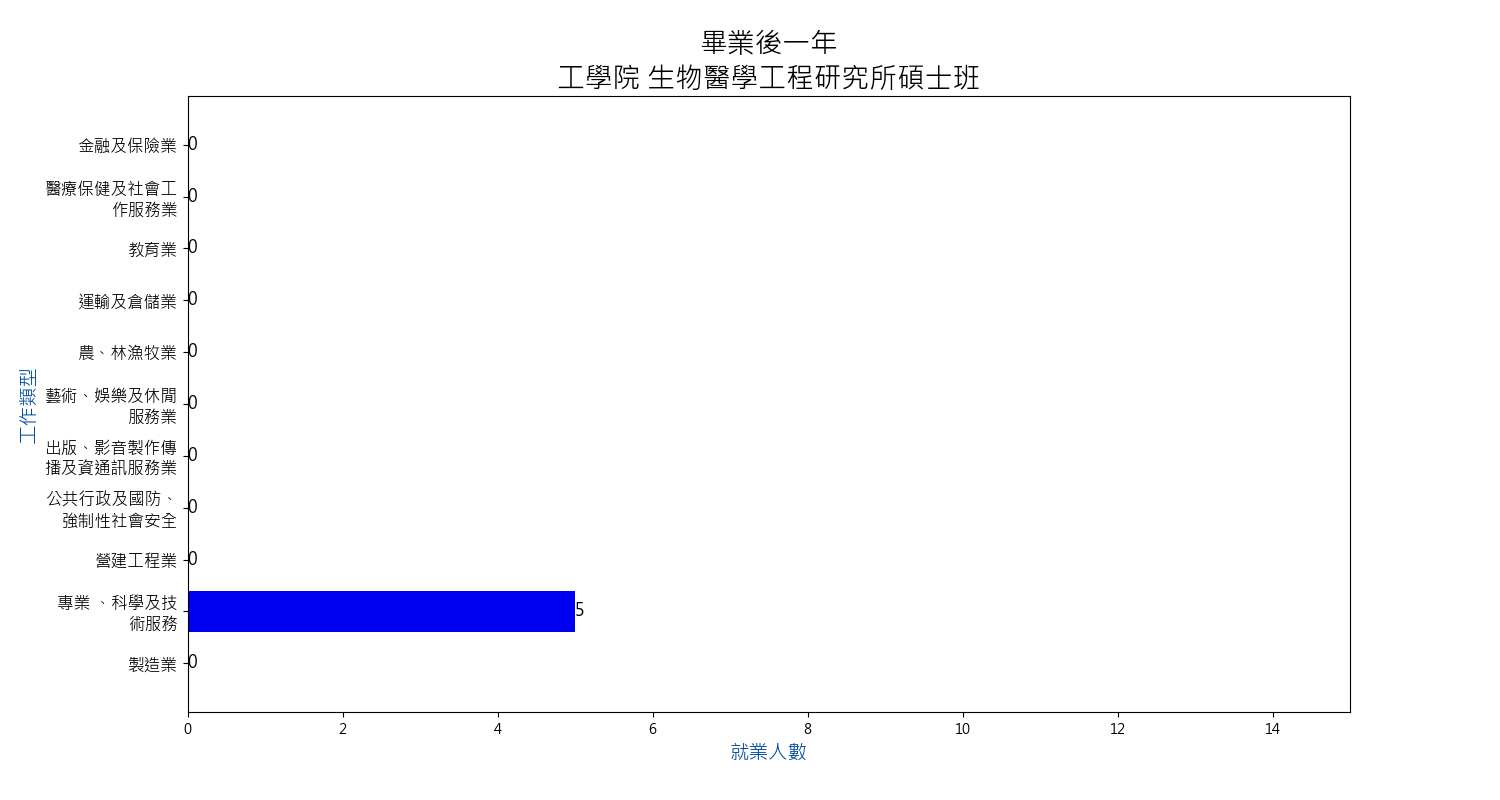 畢業後一年
工學院 生物醫學工程研究所碩士班
金融及保險業
0
醫療保健及社會工
作服務業
0
教育業
0
運輸及倉儲業
0
農、林漁牧業
0
藝術、娛樂及休閒
服務業
0
出版、影音製作傳
播及資通訊服務業
0
公共行政及國防、
強制性社會安全
0
營建工程業
0
專業 、科學及技
術服務
5
製造業
0
工作類型
0 2 4 6 8 10 12 14
就業人數